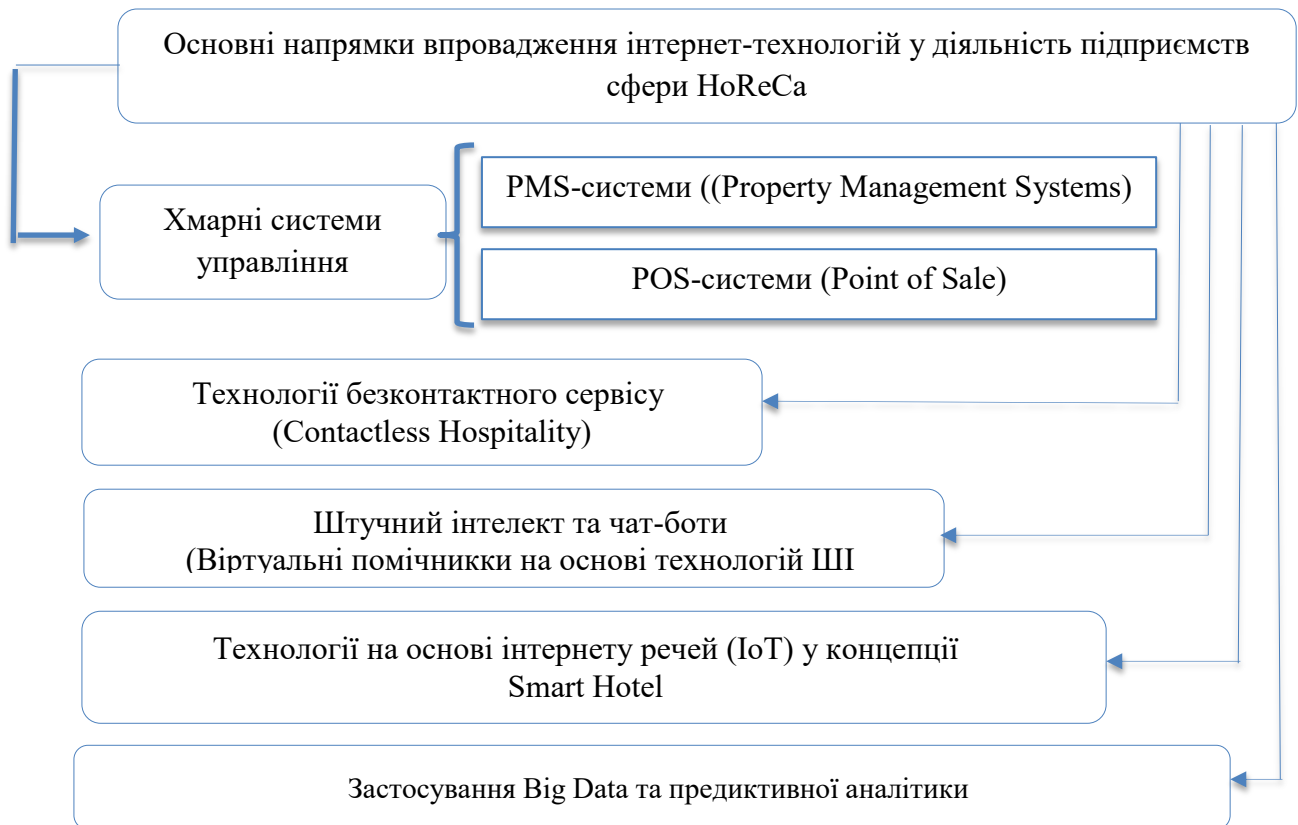 Основні напрямки впровадження інтернет-технологій у діяльність підприємств
сфери HoReCa
Хмарні системи
управління
PMS-системи ((Property Management Systems)
POS-системи (Point of Sale)
Технології безконтактного сервісу
(Contactless Hospitality)
Штучний інтелект та чат-боти
(Віртуальні помічникки на основі технологій ШІ
Технології на основі інтернету речей (IoT) у концепції
Smart Hotel
Застосування Big Data та предиктивної аналітики